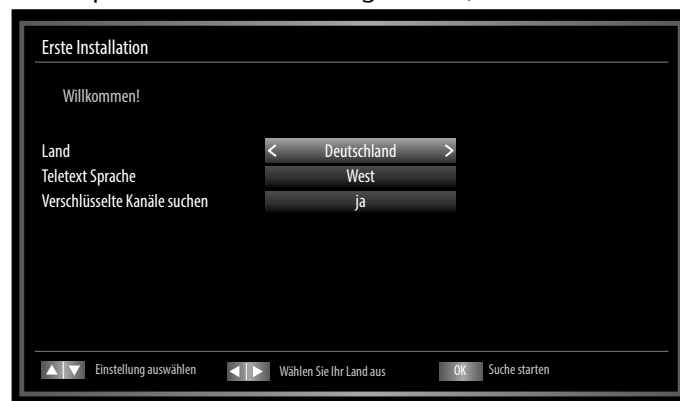 Erste Installation
Willkommen!
Land < Deutschland >
Teletext Sprache West
Verschlüsselte Kanäle suchen ja
Einstellung auswählen Wählen Sie Ihr Land aus OK Suche starten